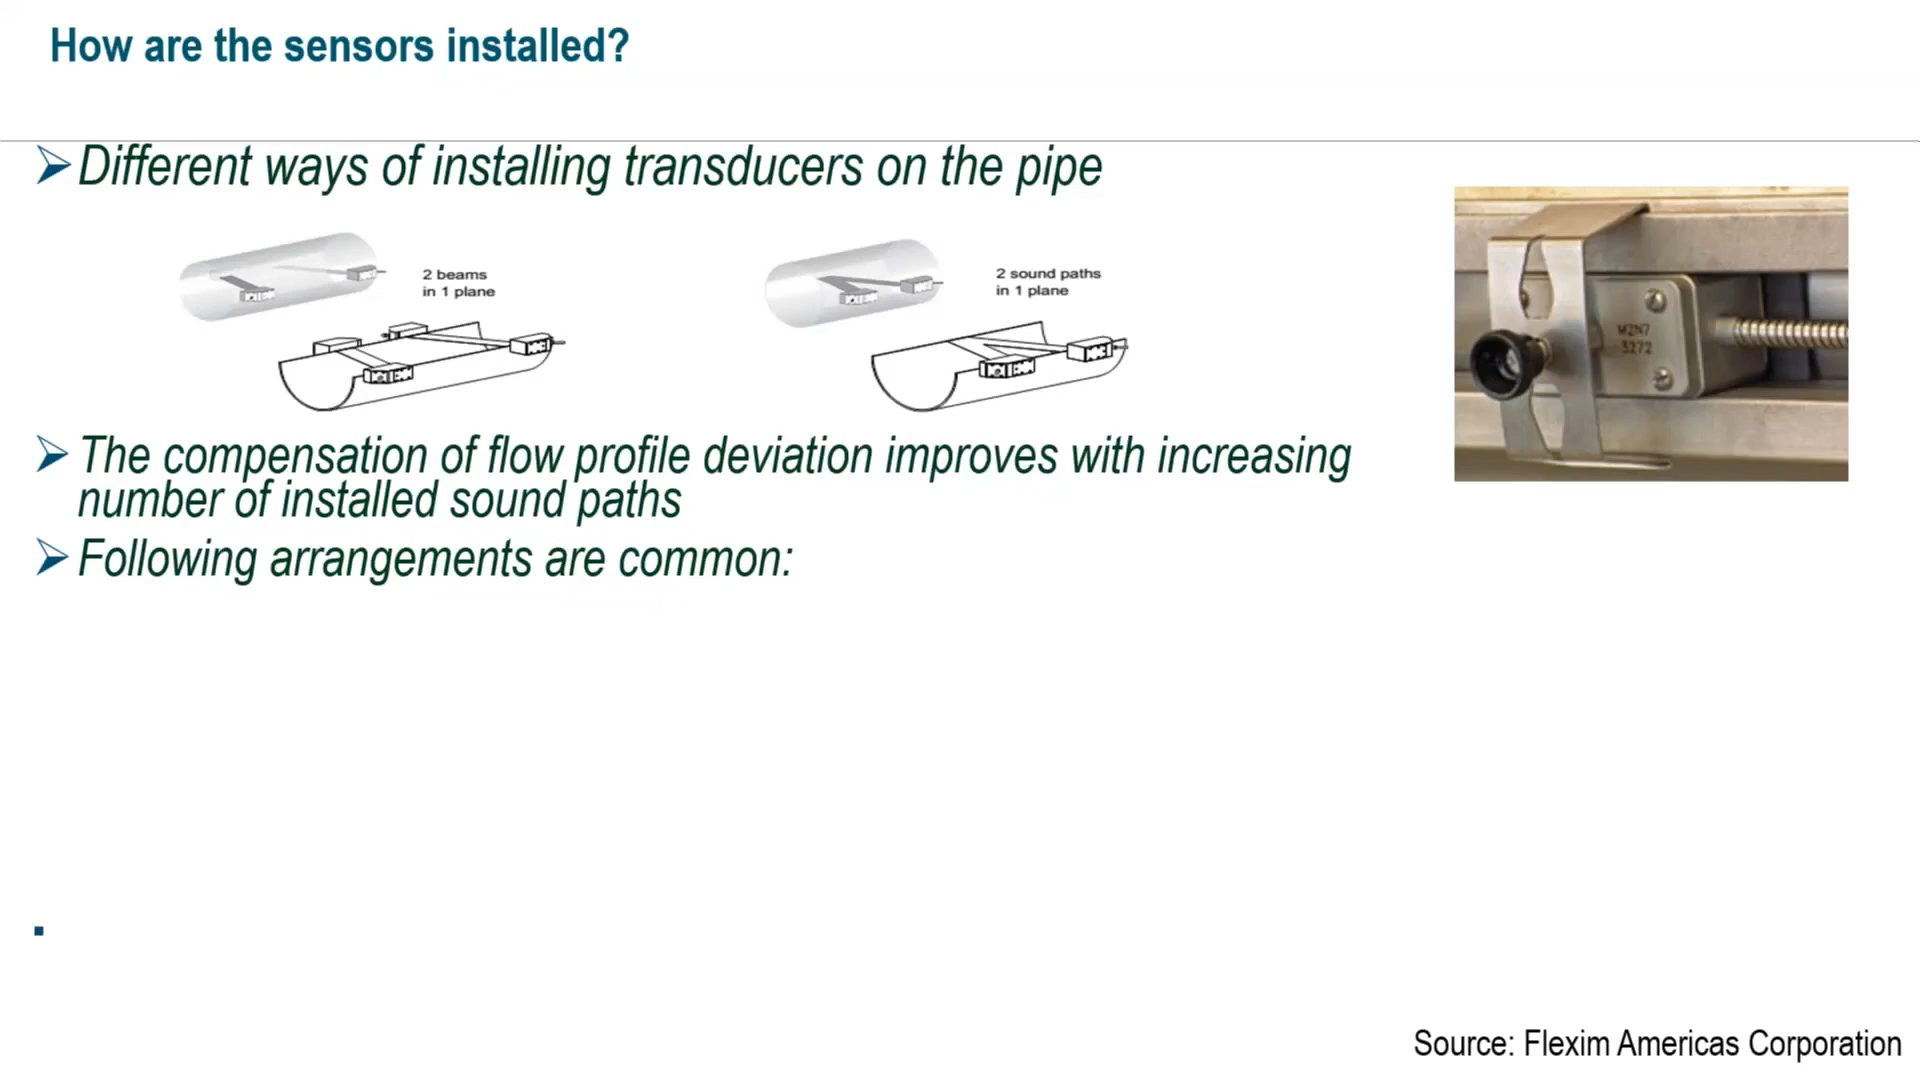 How are the sensors installed?
Different ways of installing transducers on the pipe
2 beams
in 1 plane
2 sound paths
in 1 plane
M2N7
3272
The compensation of flow profile deviation improves with increasing
number of installed sound paths
Following arrangements are common:
Source: Flexim Americas Corporation